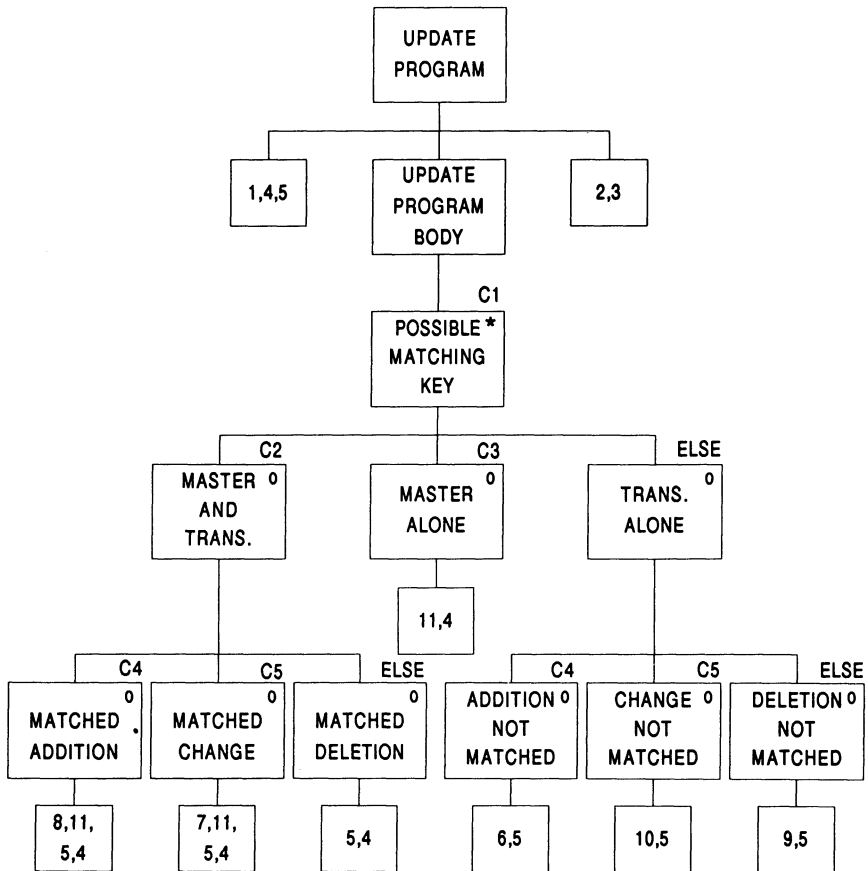 UPDATE
PROGRAM
1,4,5
UPDATE
PROGRAM
BODY
2,3
C1
POSSIBLE *
MATCHING
KEY
C2
MASTER O
AND
TRANS.
C3
MASTER O
ALONE
ELSE
TRANS. O
ALONE
11,4
C4
O
MATCHED
ADDITION
C5
O
MATCHED
CHANGE
ELSE
O
MATCHED
DELETION
C4
ADDITION O
NOT
MATCHED
C5
CHANGE O
NOT
MATCHED
ELSE
DELETION O
NOT
MATCHED
8,11,
5,4
7,11,
5,4
5,4
6,5
10,5
9,5